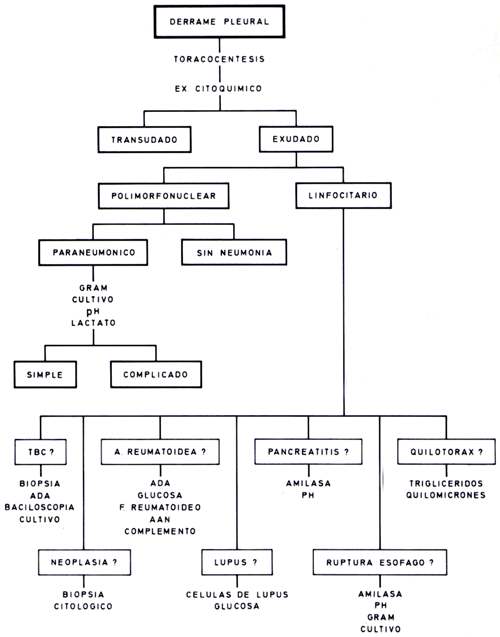 DERRAME PLEURAL
TORACOCENTESIS
EX CITOQUIMICO
TRANSUDADO
EXUDADO
POLIMORFONUCLEAR
LINFOCITARIO
PARANEUMONICO
SIN NEUMONIA
GRAM
CULTIVO
pH
LACTATO
SIMPLE
COMPLICADO
TBC ?
A. REUMATOIDEA ?
PANCREATITIS ?
QUILOTORAX ?
BIOPSIA
ADA
BACILOSCOPIA
CULTIVO
ADA
GLUCOSA
F. REUMATOIDEO
AAN
COMPLEMENTO
AMILASA
PH
TRIGLICERIDOS
QUILOMICRONES
NEOPLASIA ?
LUPUS ?
RUPTURA ESOFAGO ?
BIOPSIA
CITOLOGICO
CELULAS DE LUPUS
GLUCOSA
AMILASA
PH
GRAM
CULTIVO